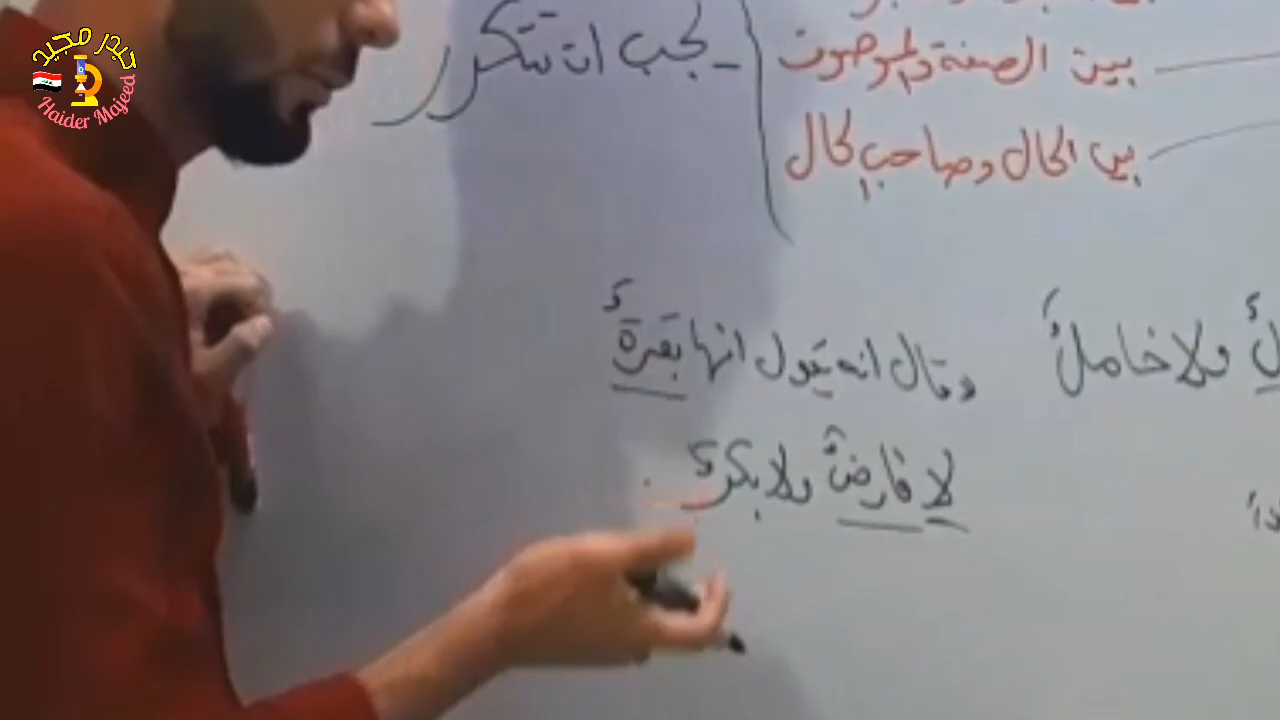 حيدر مجيد
Haider Majeed
بين الصفة والموصوف
بين الحال وصاحب الحال
ـ يجب ان تتكرر
ولا خاملٌ
وقال انه يقول انها بقرةٌ
لا فارضٌ ولا بكرٌ .